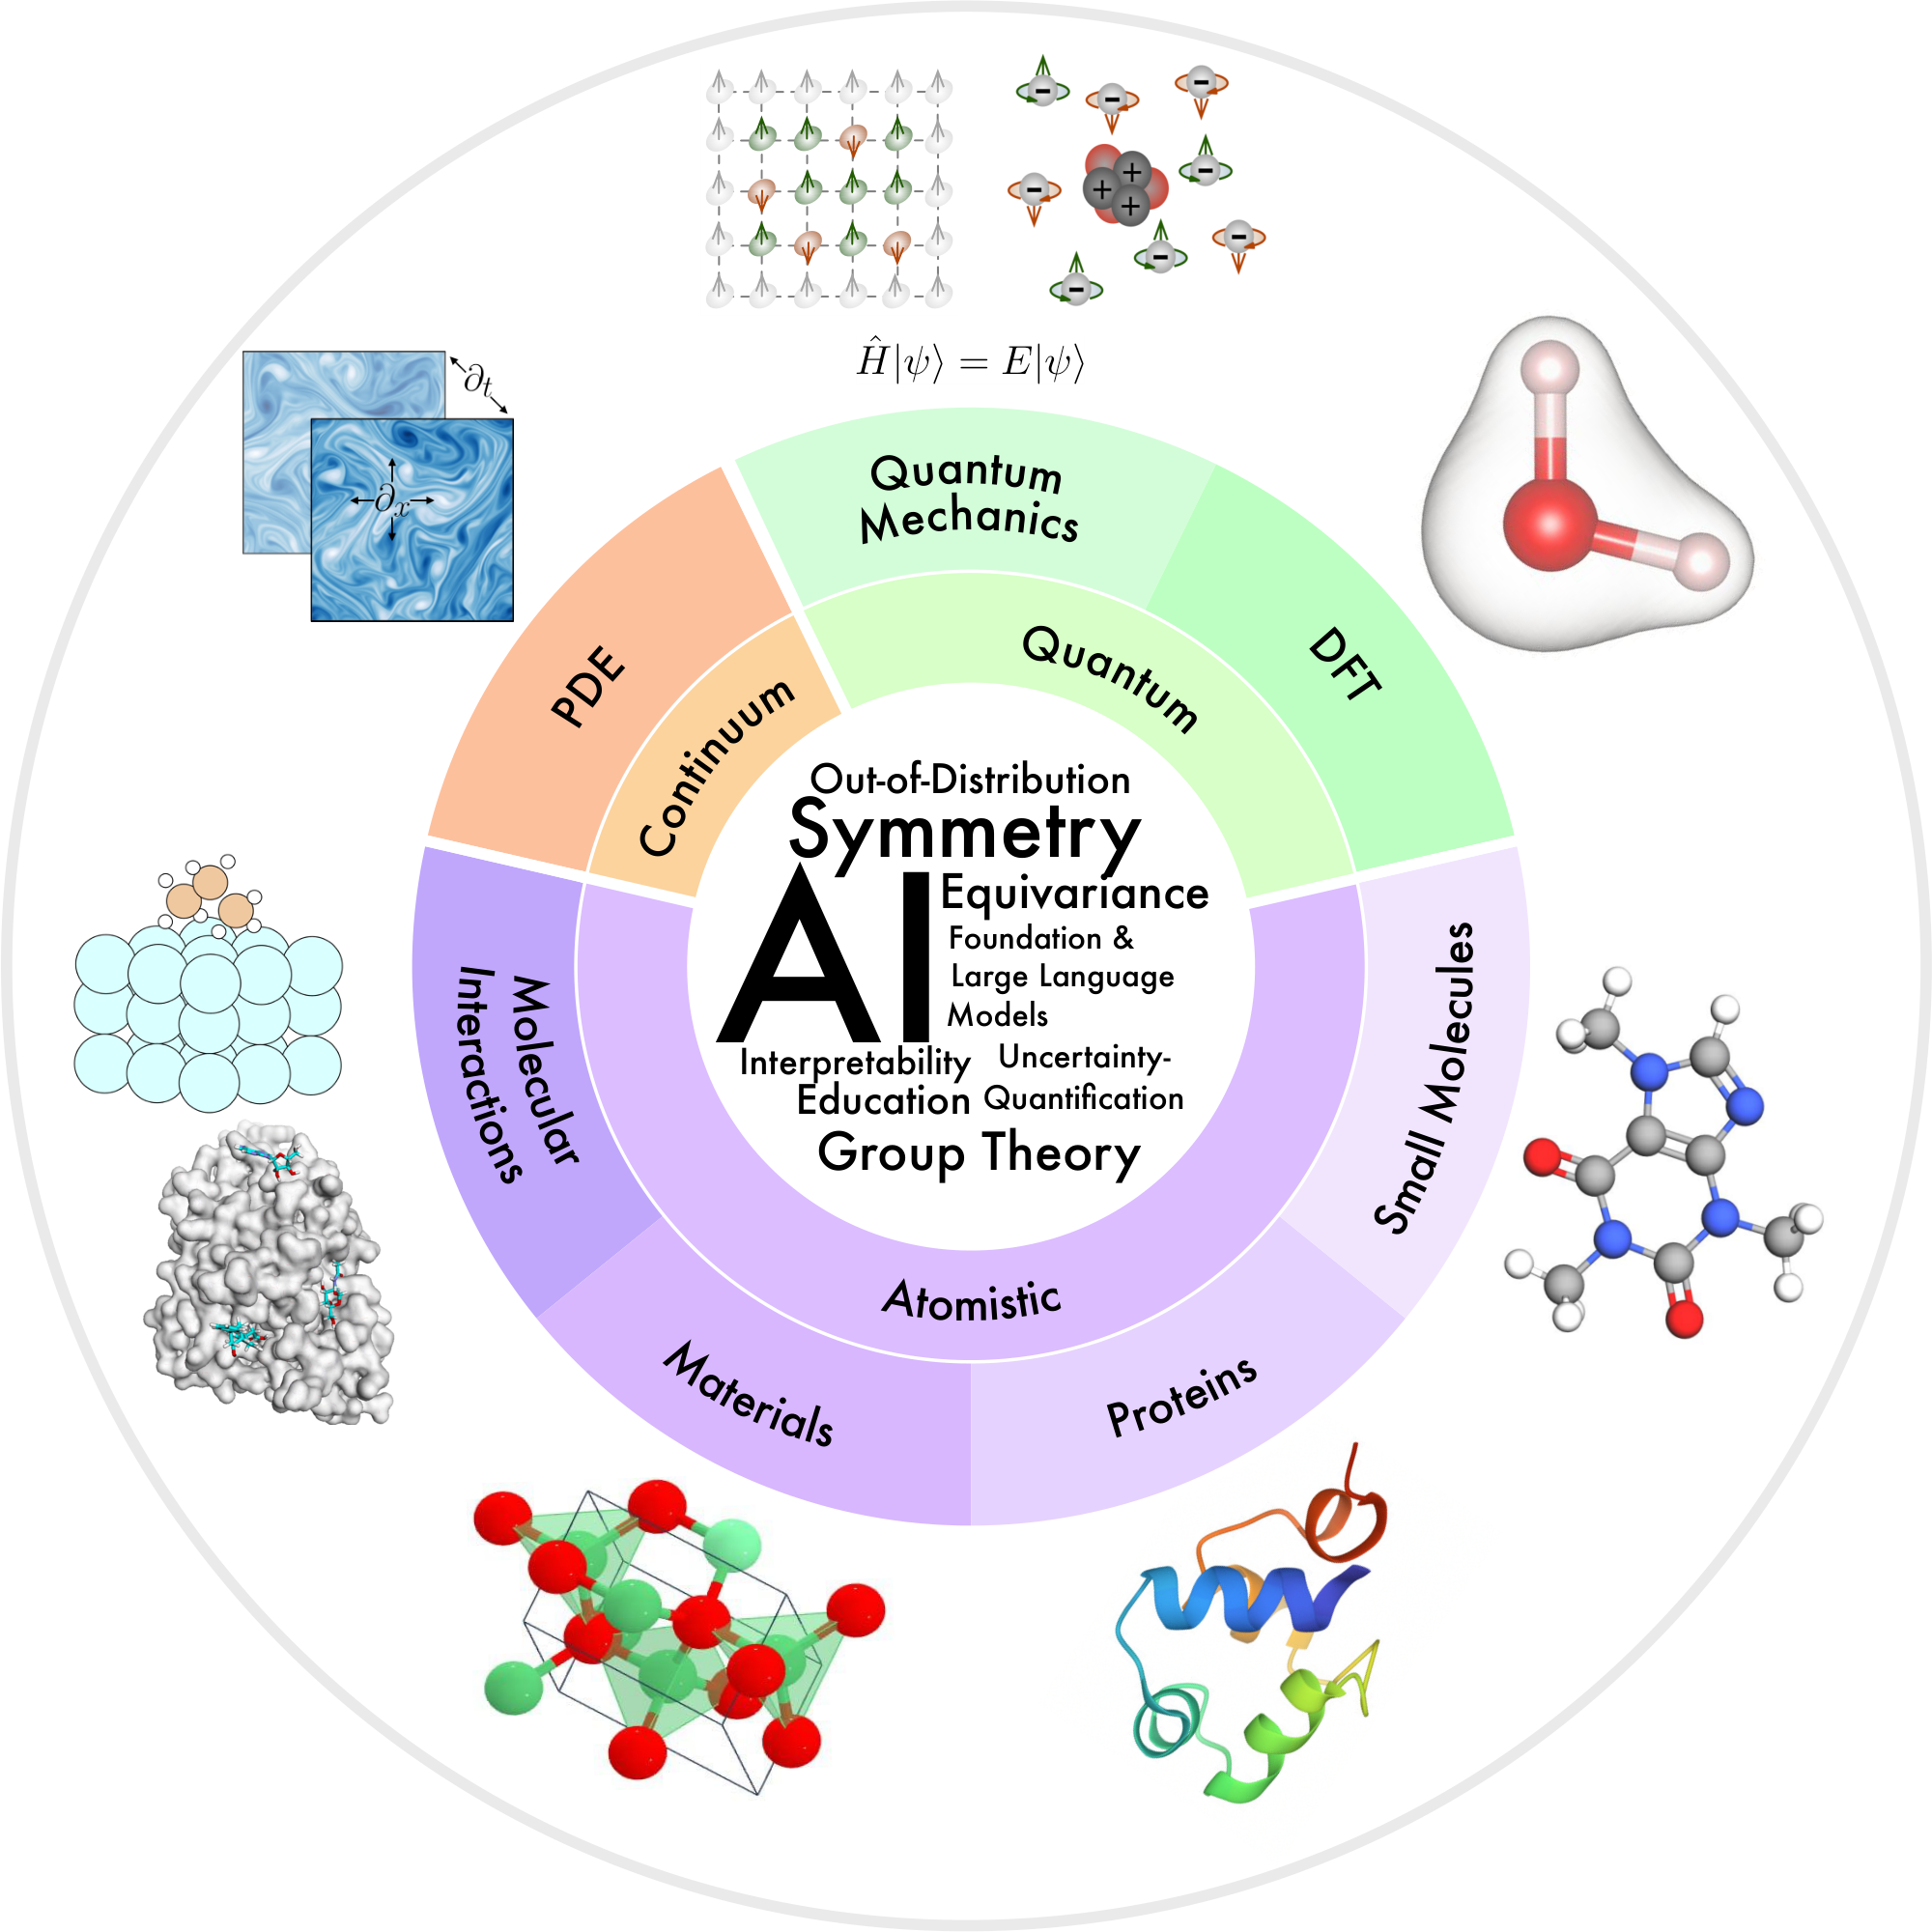 ∂t
∂x
Ĥ|ψ⟩ = E|ψ⟩
Quantum
Mechanics
DFT
PDE
Quantum
Continuum
Out-of-Distribution
Symmetry
AI
Equivariance
Foundation &
Large Language
Models
Interpretability
Uncertainty-
Quantification
Education
Group Theory
Molecular
Interactions
Small Molecules
Atomistic
Materials
Proteins
- - - - - - - -
+ + +